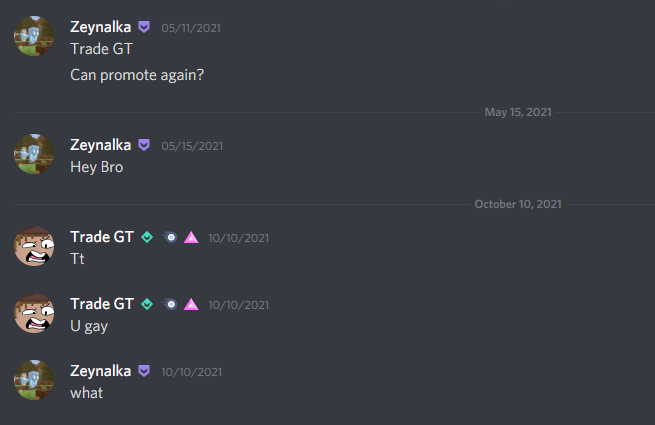 Zeynalka 05/11/2021
Trade GT
Can promote again?
May 15, 2021
Zeynalka 05/15/2021
Hey Bro
October 10, 2021
Trade GT 10/10/2021
Tt
Trade GT 10/10/2021
U gay
Zeynalka 10/10/2021
what